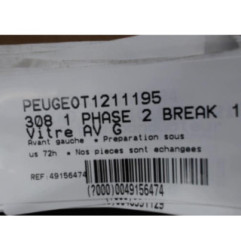 PEUGEOT1211195
308 1 PHASE 2 BREAK 1
Vitre AV G
Avant gauche * Preparation sous
us 72h * Nos pieces sont echangees
REF 49156474
(?000)0049156474